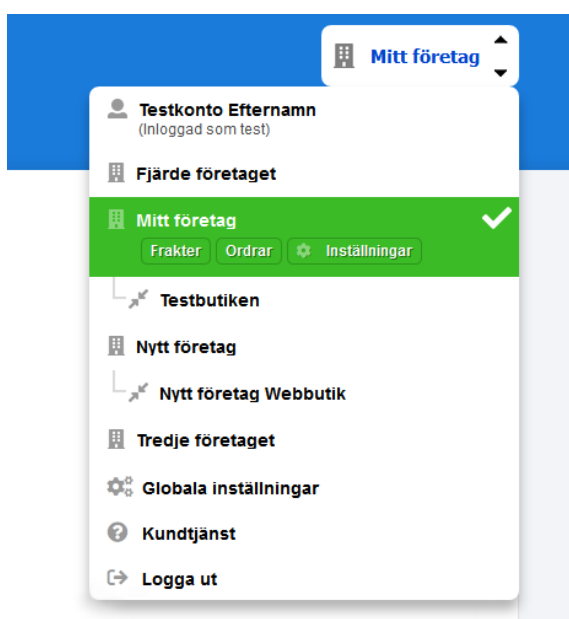 Mitt företag
Testkonto Efternamn
(Inloggad som test)
Fjärde företaget
Mitt företag
Frakter Ordrar Inställningar
Testbutiken
Nytt företag
Nytt företag Webbutik
Tredje företaget
Globala inställningar
Kundtjänst
Logga ut